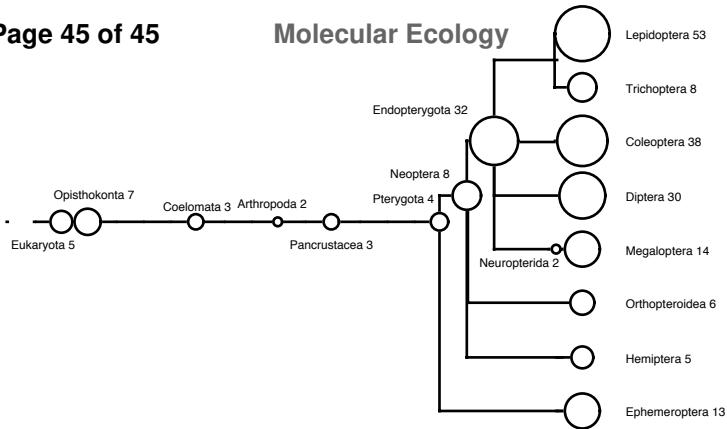 Page 45 of 45
Molecular Ecology
Lepidoptera 53
Trichoptera 8
Endopterygota 32
Coleoptera 38
Neoptera 8
Opisthokonta 7
Pterygota 4
Diptera 30
Coelomata 3
Arthropoda 2
Eukaryota 5
Pancrustacea 3
Neuropterida 2
Megaloptera 14
Orthopteroidea 6
Hemiptera 5
Ephemeroptera 13